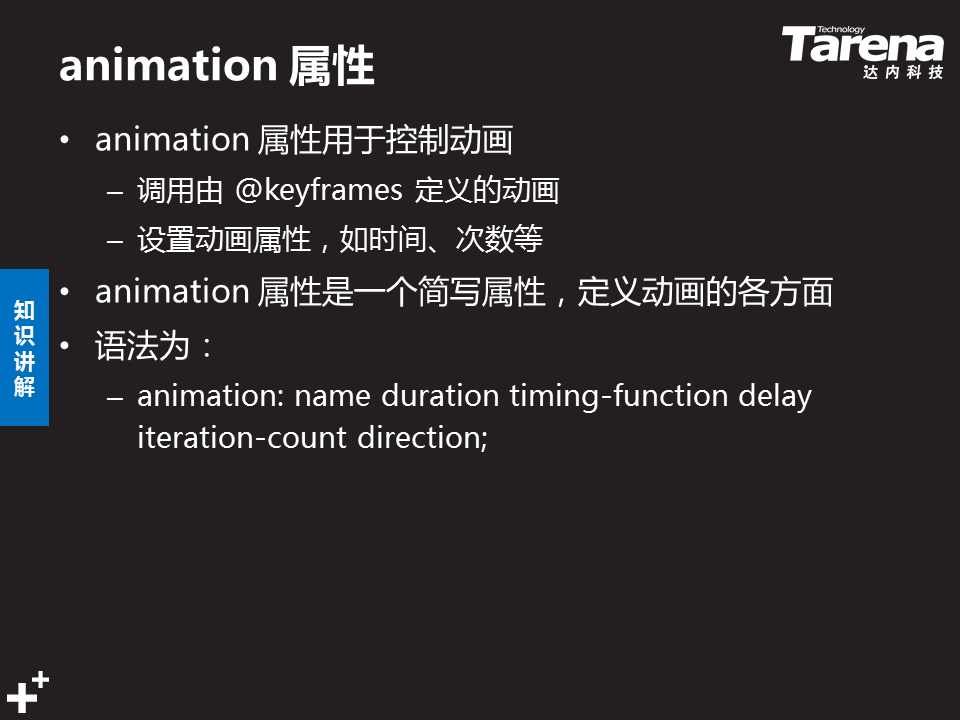 animation 属性
Technology
Tarena
达内科技
• animation 属性用于控制动画
– 调用由 @keyframes 定义的动画
– 设置动画属性，如时间、次数等
• animation 属性是一个简写属性，定义动画的各方面
• 语法为：
– animation: name duration timing-function delay
iteration-count direction;
知
识
讲
解